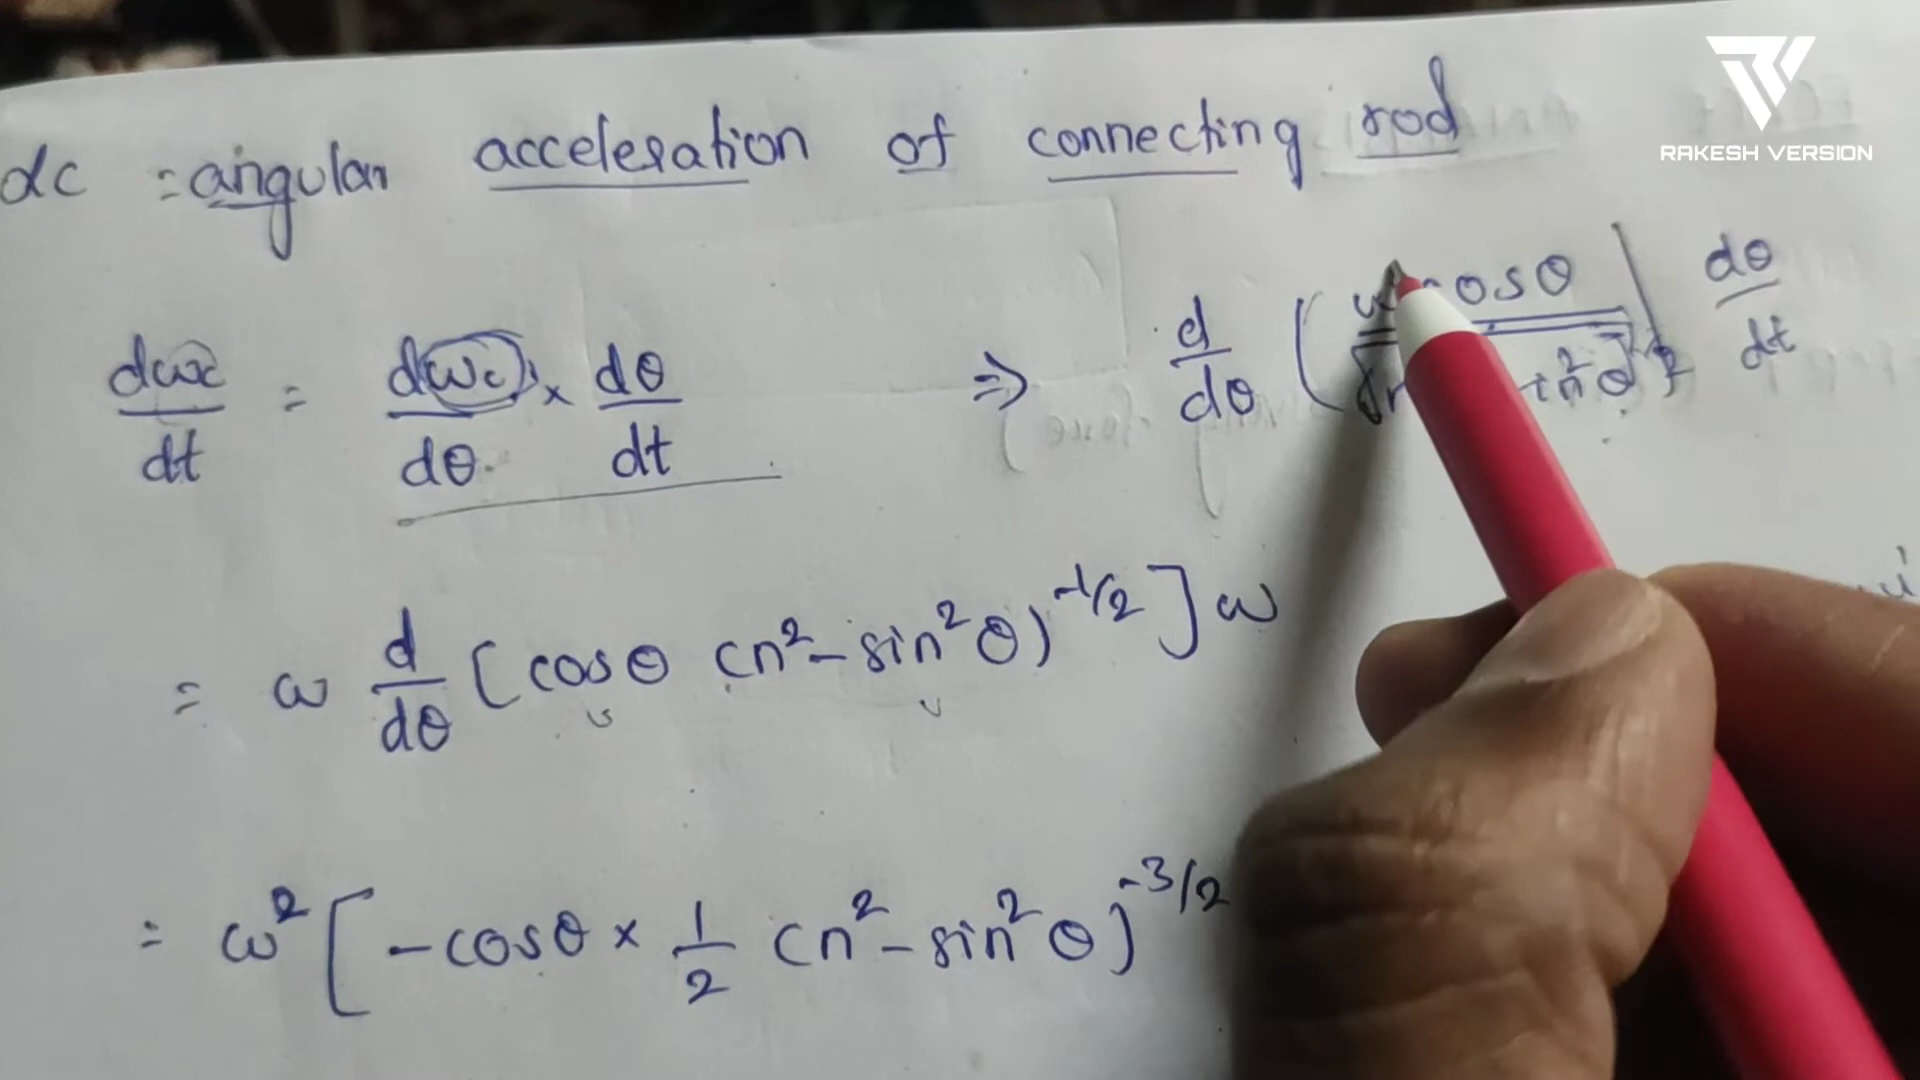 RAKESH VERSION
αc = angular acceleration of connecting rod
dωc/dt = d(ωc)/dθ × dθ/dt ⇒ d/dθ ( cosθ / θ ) dθ/dt
= ω d/dθ [cosθ (n²-sin²θ)^-1/2] ω
= ω² [-cosθ × 1/2 (n²-sin²θ)^-3/2